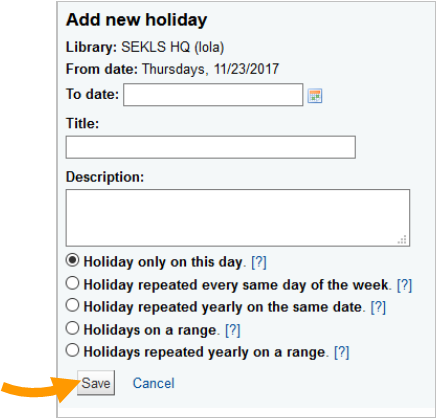 Add new holiday
Library: SEKLS HQ (Iola)
From date: Thursdays, 11/23/2017
To date:
Title:
Description:
Holiday only on this day. [?]
Holiday repeated every same day of the week. [?]
Holiday repeated yearly on the same date. [?]
Holidays on a range. [?]
Holidays repeated yearly on a range. [?]
Save Cancel